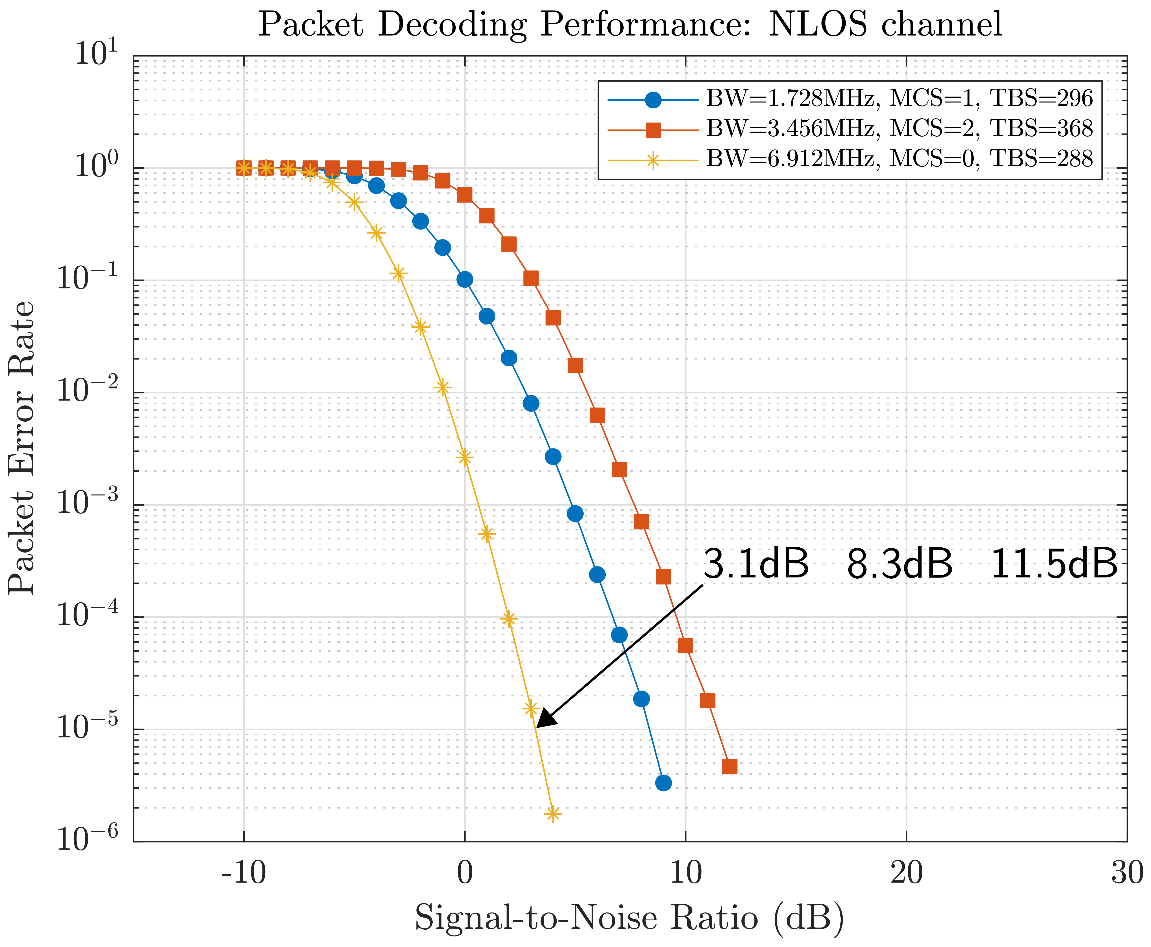 Packet Decoding Performance: NLOS channel
10^1
BW=1.728MHz, MCS=1, TBS=296
BW=3.456MHz, MCS=2, TBS=368
BW=6.912MHz, MCS=0, TBS=288
10^0
10^-1
10^-2
10^-3
10^-4
10^-5
10^-6
Packet Error Rate
3.1dB 8.3dB 11.5dB
-10 0 10 20 30
Signal-to-Noise Ratio (dB)